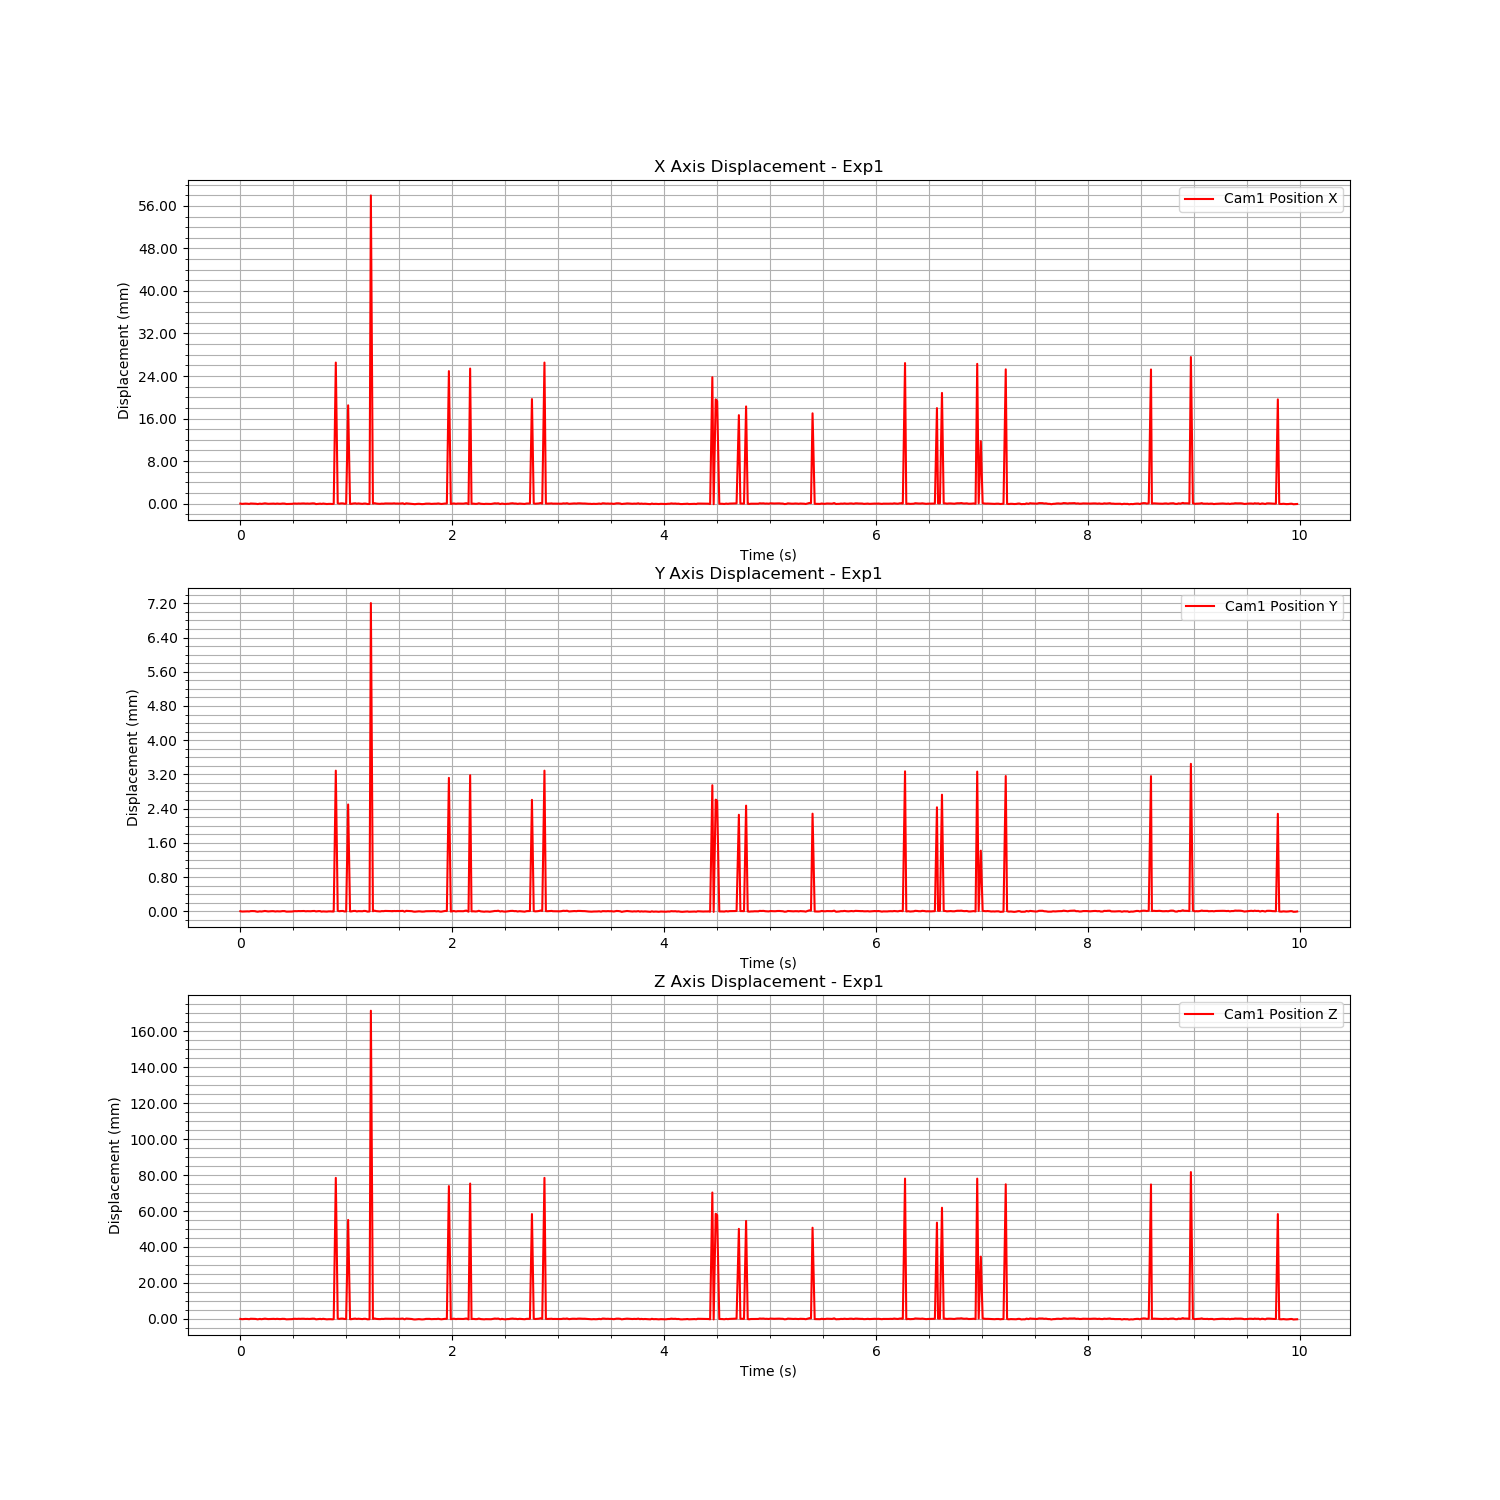 X Axis Displacement - Exp1
Cam1 Position X
56.00
48.00
40.00
32.00
24.00
16.00
8.00
0.00
Displacement (mm)
0 2 4 6 8 10
Time (s)
Y Axis Displacement - Exp1
Cam1 Position Y
7.20
6.40
5.60
4.80
4.00
3.20
2.40
1.60
0.80
0.00
Displacement (mm)
0 2 4 6 8 10
Time (s)
Z Axis Displacement - Exp1
Cam1 Position Z
160.00
140.00
120.00
100.00
80.00
60.00
40.00
20.00
0.00
Displacement (mm)
0 2 4 6 8 10
Time (s)